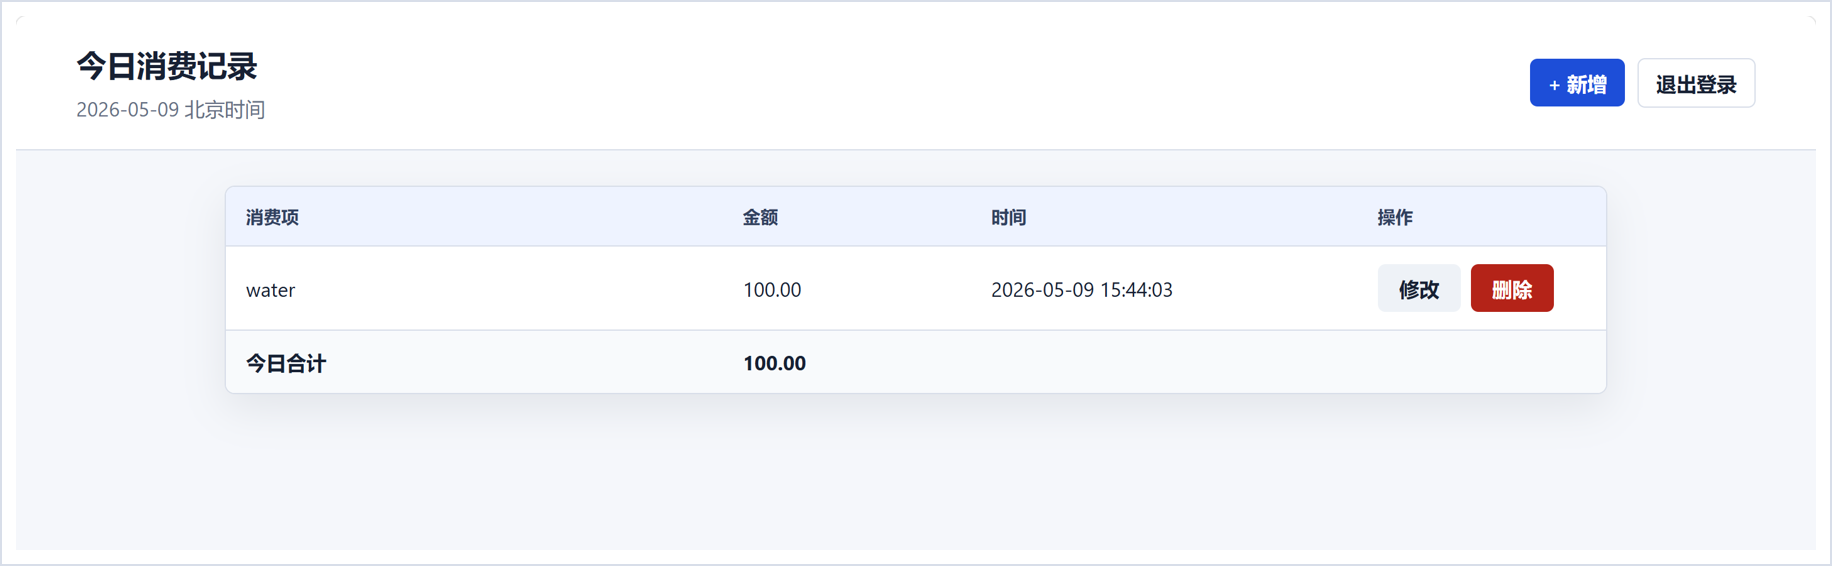 今日消费记录
2026-05-09 北京时间
+ 新增 退出登录
消费项 金额 时间 操作
water 100.00 2026-05-09 15:44:03 修改 删除
今日合计 100.00